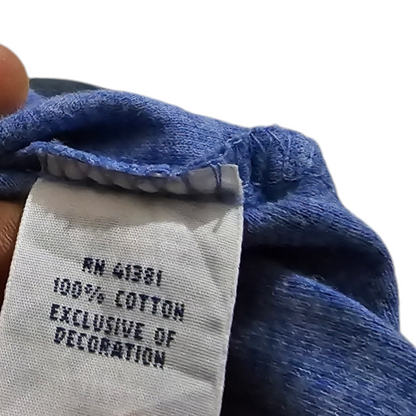 RN 41381
100% COTTON
EXCLUSIVE OF
DECORATION